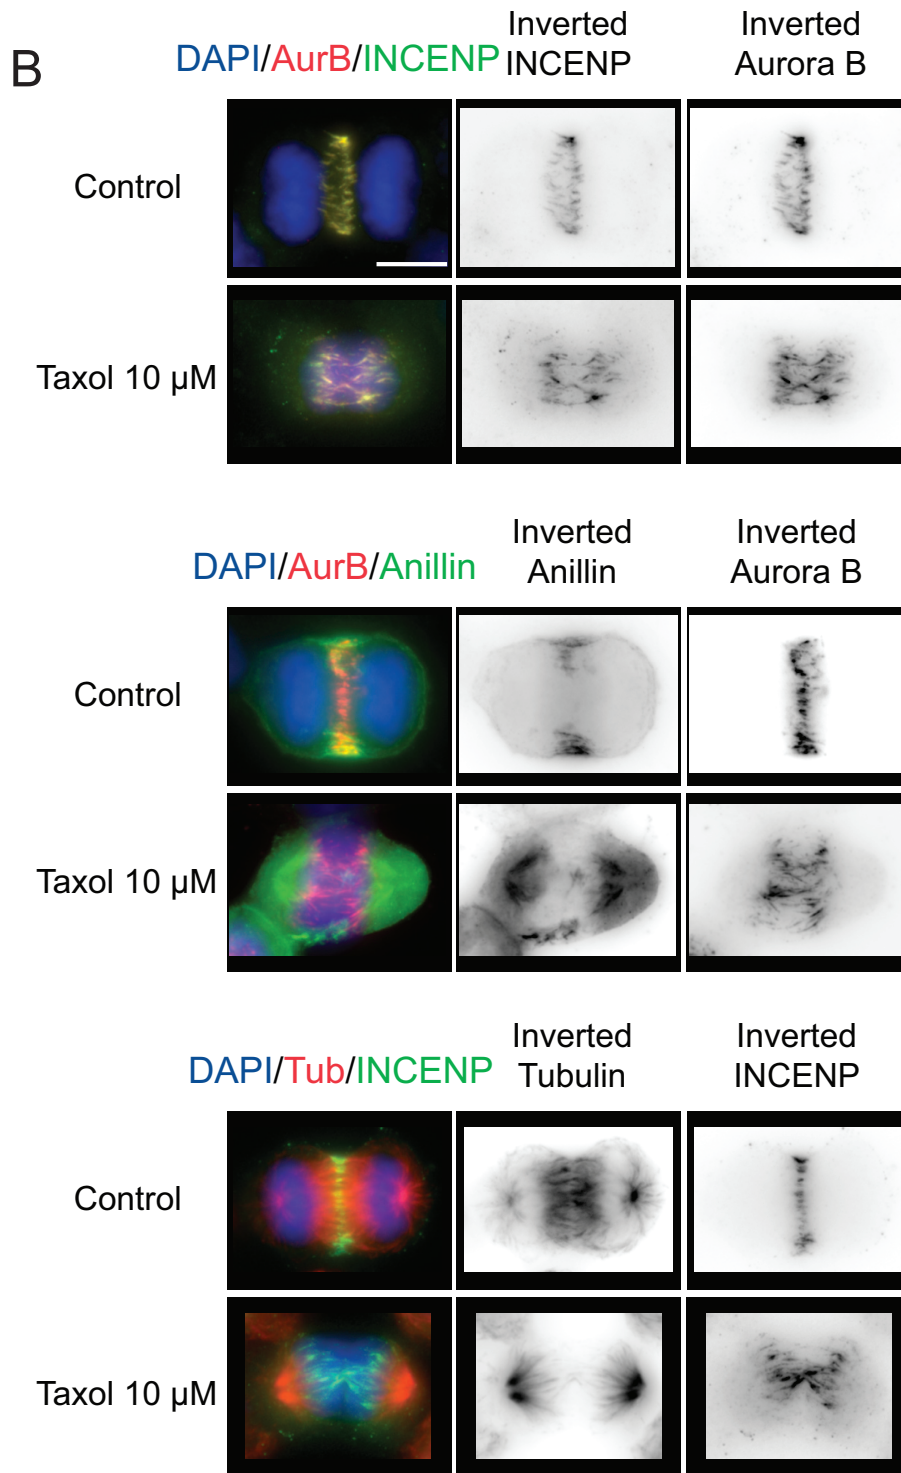 B
DAPI/AurB/INCENP
Inverted
INCENP
Inverted
Aurora B
Control
Taxol 10 µM
DAPI/AurB/Anillin
Inverted
Anillin
Inverted
Aurora B
Control
Taxol 10 µM
DAPI/Tub/INCENP
Inverted
Tubulin
Inverted
INCENP
Control
Taxol 10 µM